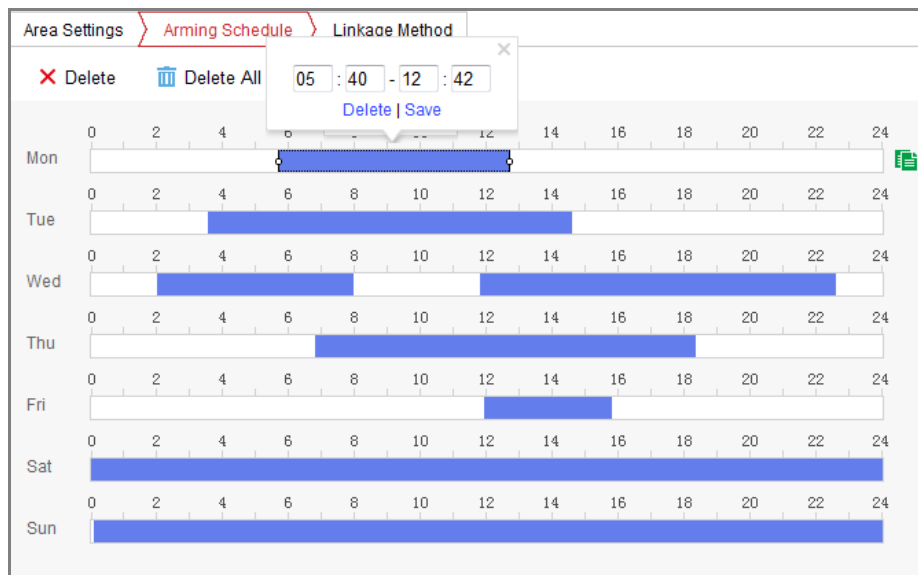 Area Settings Arming Schedule Linkage Method
Delete Delete All
05 : 40 - 12 : 42
Delete | Save
0 2 4 6 8 10 12 14 16 18 20 22 24
Mon
0 2 4 6 8 10 12 14 16 18 20 22 24
Tue
0 2 4 6 8 10 12 14 16 18 20 22 24
Wed
0 2 4 6 8 10 12 14 16 18 20 22 24
Thu
0 2 4 6 8 10 12 14 16 18 20 22 24
Fri
0 2 4 6 8 10 12 14 16 18 20 22 24
Sat
0 2 4 6 8 10 12 14 16 18 20 22 24
Sun